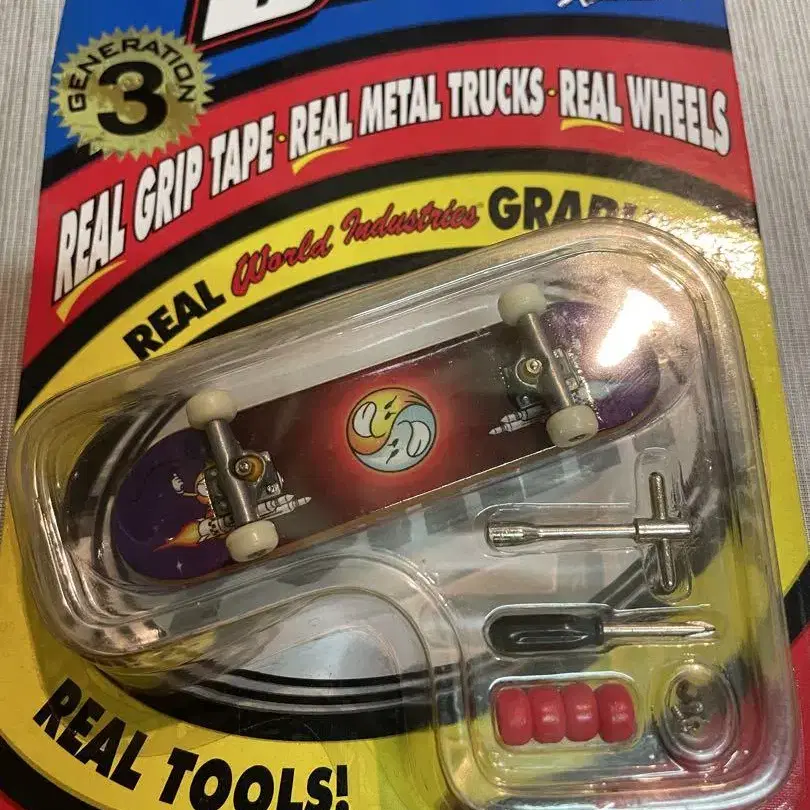 GENERATION
3
REAL GRIP TAPE · REAL METAL TRUCKS · REAL WHEELS
REAL World Industries
REAL TOOLS!